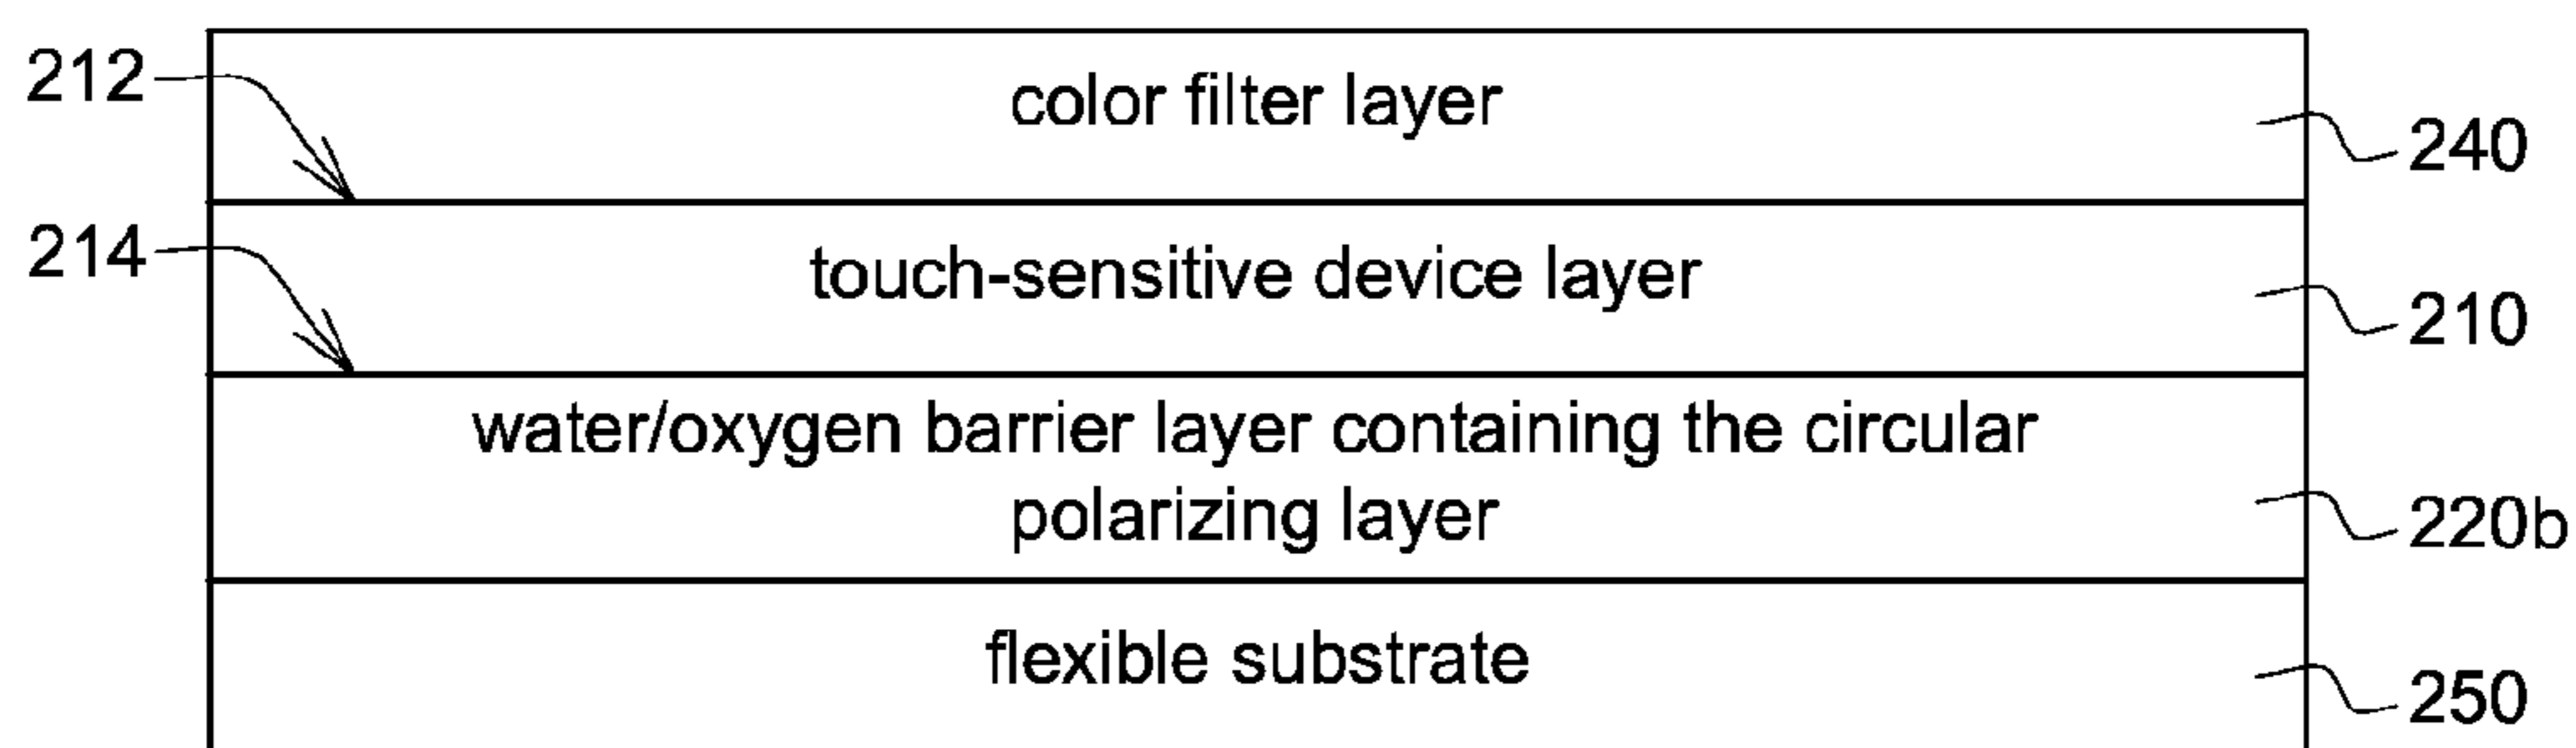 212
color filter layer
240
214
touch-sensitive device layer
210
water/oxygen barrier layer containing the circular
polarizing layer
220b
flexible substrate
250